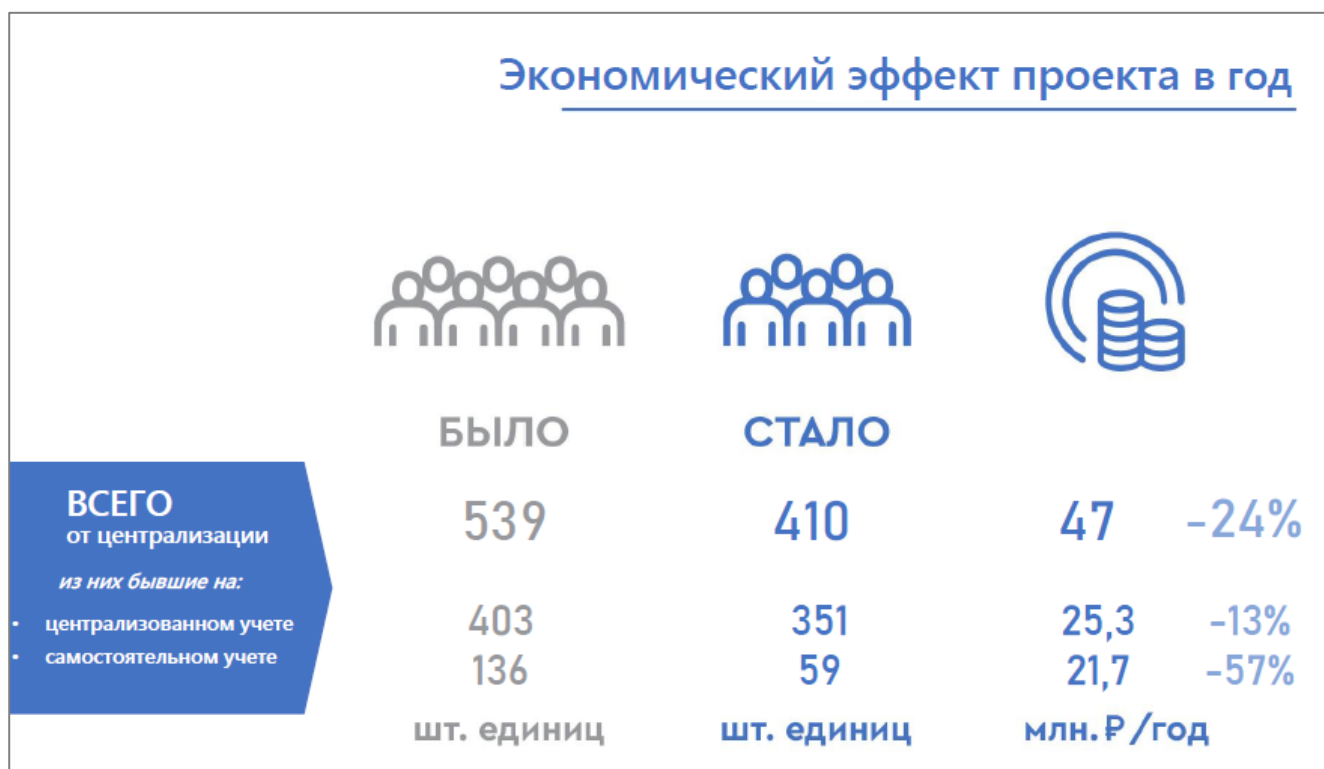 Экономический эффект проекта в год
БЫЛО СТАЛО
ВСЕГО
от централизации
539 410 47 -24%
из них бывшие на:
• централизованном учете 403 351 25,3 -13%
• самостоятельном учете 136 59 21,7 -57%
шт. единиц шт. единиц млн.₽/год